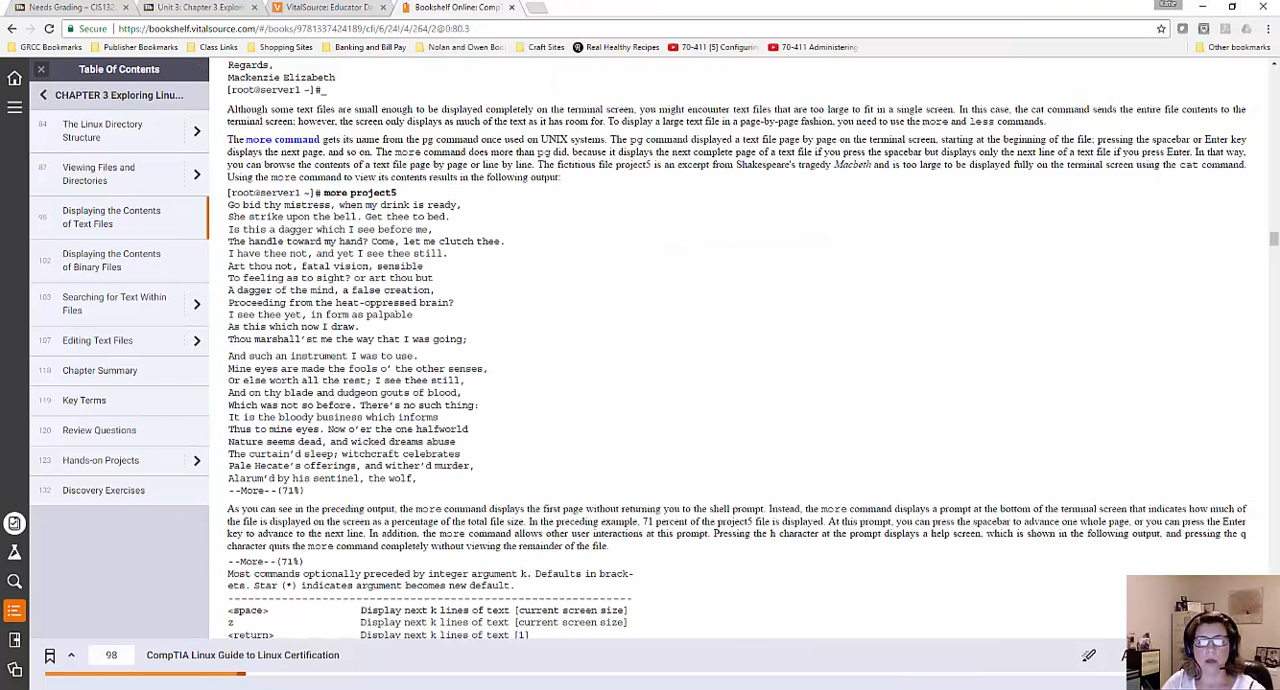 Needs Grading – CIS132,
Unit 3: Chapter 3 Explori
VitalSource: Educator De
Bookshelf Online: Comp
Katie
Secure
https://bookshelf.vitalsource.com/#/books/9781337424189/cfi/6/24!/4/264/2@0:80.3
GRCC Bookmarks
Publisher Bookmarks
Class Links
Shopping Sites
Banking and Bill Pay
Nolan and Owen Boo
Craft Sites
Real Healthy Recipes
70-411 [5] Configurin
70-411 Administering
Other bookmarks
Table Of Contents
CHAPTER 3 Exploring Linu...
84 The Linux Directory
Structure
87 Viewing Files and
Directories
95 Displaying the Contents
of Text Files
102 Displaying the Contents
of Binary Files
103 Searching for Text Within
Files
107 Editing Text Files
118 Chapter Summary
119 Key Terms
120 Review Questions
123 Hands-on Projects
132 Discovery Exercises
Regards,
Mackenzie Elizabeth
[root@server1 ~]#_
Although some text files are small enough to be displayed completely on the terminal screen, you might encounter text files that are too large to fit in a single screen. In this case, the cat command sends the entire file contents to the
terminal screen; however, the screen only displays as much of the text as it has room for. To display a large text file in a page-by-page fashion, you need to use the more and less commands.
The more command gets its name from the pg command once used on UNIX systems. The pg command displayed a text file page by page on the terminal screen, starting at the beginning of the file; pressing the spacebar or Enter key
displays the next page, and so on. The more command does more than pg did, because it displays the next complete page of a text file if you press the spacebar but displays only the next line of a text file if you press Enter. In that way,
you can browse the contents of a text file page by page or line by line. The fictitious file project5 is an excerpt from Shakespeare's tragedy Macbeth and is too large to be displayed fully on the terminal screen using the cat command.
Using the more command to view its contents results in the following output:
[root@server1 ~]# more project5
Go bid thy mistress, when my drink is ready,
She strike upon the bell. Get thee to bed.
Is this a dagger which I see before me,
The handle toward my hand? Come, let me clutch thee.
I have thee not, and yet I see thee still.
Art thou not, fatal vision, sensible
To feeling as to sight? or art thou but
A dagger of the mind, a false creation,
Proceeding from the heat-oppressed brain?
I see thee yet, in form as palpable
As this which now I draw.
Thou marshall'st me the way that I was going;
And such an instrument I was to use.
Mine eyes are made the fools o' the other senses,
Or else worth all the rest; I see thee still,
And on thy blade and dudgeon gouts of blood,
Which was not so before. There's no such thing:
It is the bloody business which informs
Thus to mine eyes. Now o'er the one halfworld
Nature seems dead, and wicked dreams abuse
The curtain'd sleep; witchcraft celebrates
Pale Hecate's offerings, and wither'd murder,
Alarum'd by his sentinel, the wolf,
--More--(71%)
As you can see in the preceding output, the more command displays the first page without returning you to the shell prompt. Instead, the more command displays a prompt at the bottom of the terminal screen that indicates how much of
the file is displayed on the screen as a percentage of the total file size. In the preceding example, 71 percent of the project5 file is displayed. At this prompt, you can press the spacebar to advance one whole page, or you can press the Enter
key to advance to the next line. In addition, the more command allows other user interactions at this prompt. Pressing the h character at the prompt displays a help screen, which is shown in the following output, and pressing the q
character quits the more command completely without viewing the remainder of the file.
--More--(71%)
Most commands optionally preceded by integer argument k. Defaults in brack-
ets. Star (*) indicates argument becomes new default.
-------------------------------------------------------------------------------
<space> Display next k lines of text [current screen size]
z Display next k lines of text [current screen size]
<return> Display next k lines of text [1]
98 CompTIA Linux Guide to Linux Certification